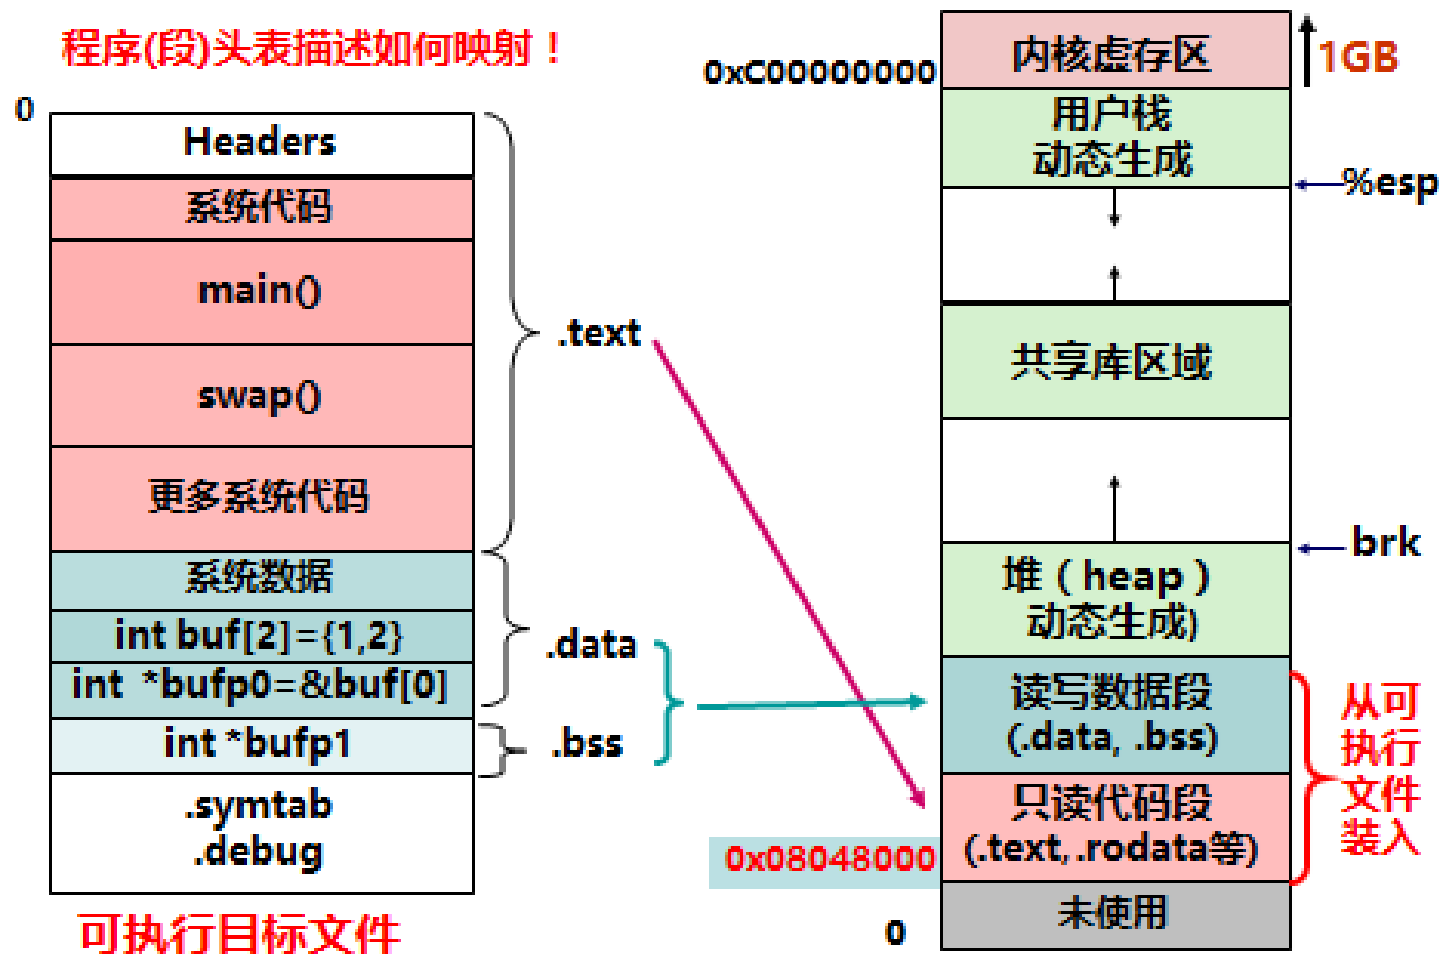 程序(段)头表描述如何映射！
0
Headers
系统代码
main()
swap()
更多系统代码
系统数据
int buf[2]={1,2}
int *bufp0=&buf[0]
int *bufp1
.symtab
.debug
可执行目标文件
.text
.data
.bss
0xC00000000
内核虚存区
1GB
用户栈
动态生成
%esp
共享库区域
brk
堆（heap）
动态生成)
读写数据段
(.data, .bss)
只读代码段
(.text, .rodata等)
从可
执行
文件
装入
0x08048000
未使用
0